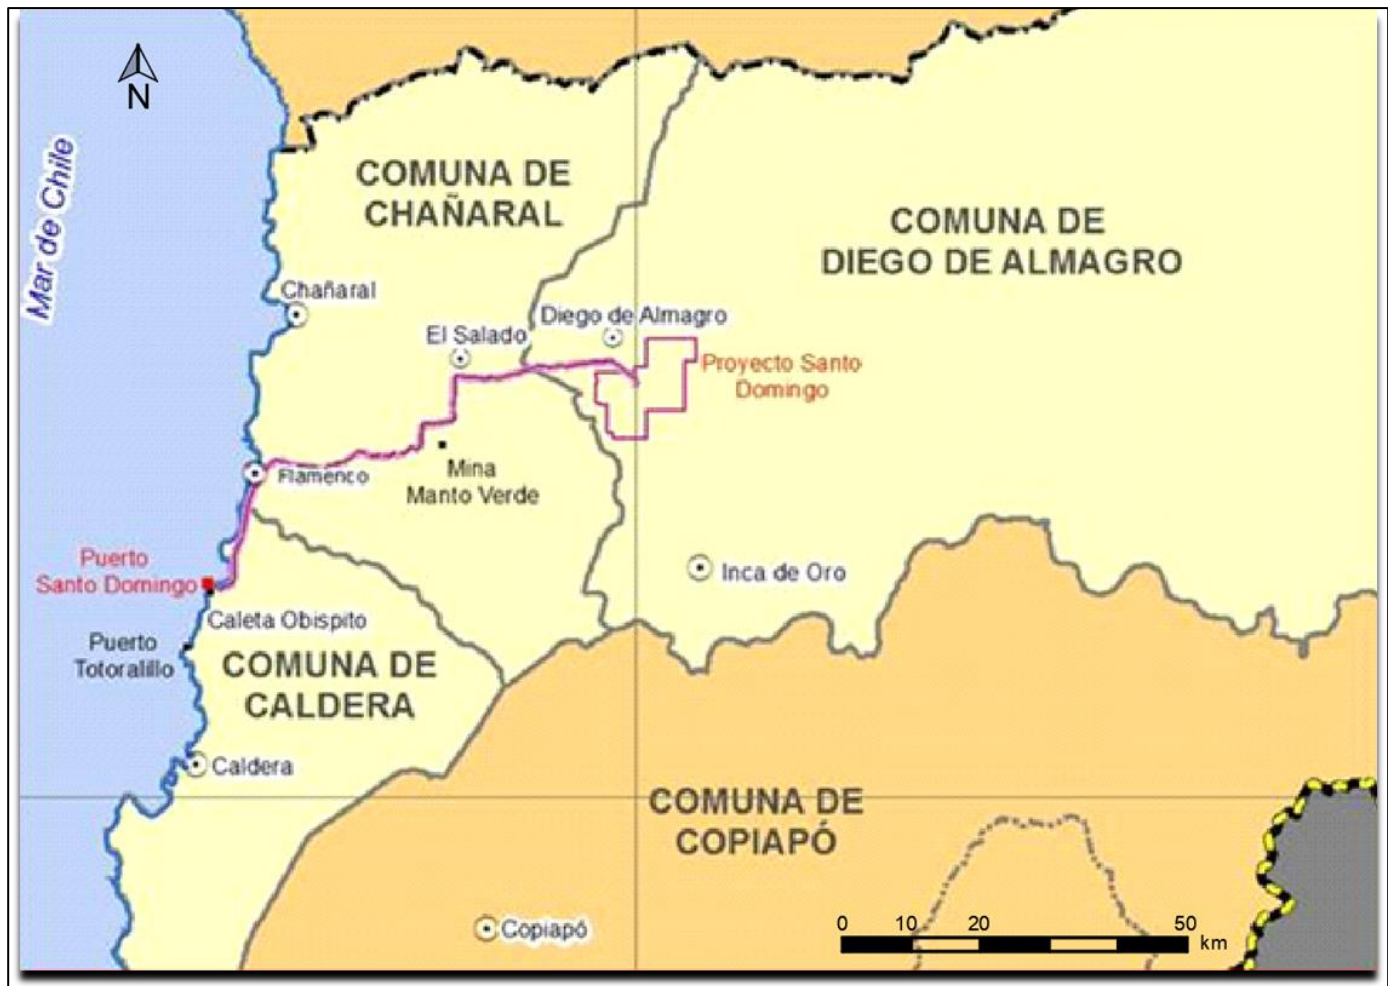 N
Mar de Chile
COMUNA DE
CHAÑARAL
COMUNA DE
DIEGO DE ALMAGRO
Chañaral
El Salado
Diego de Almagro
Proyecto Santo
Domingo
Flamenco
Mina
Manto Verde
Puerto
Santo Domingo
Inca de Oro
Caleta Obispito
Puerto
Totoralillo
COMUNA DE
CALDERA
Caldera
COMUNA DE
COPIAPÓ
Copiapó
0 10 20 50
km